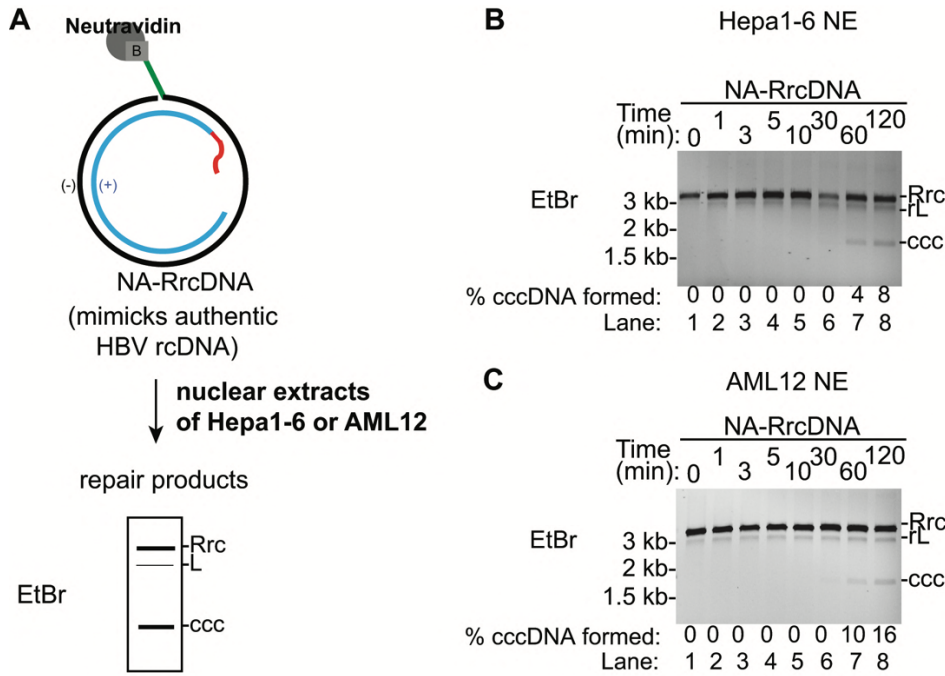 A
Neutravidin
B
(-)
(+)
NA-RrcDNA
(mimicks authentic
HBV rcDNA)
nuclear extracts
of Hepa1-6 or AML12
repair products
EtBr
Rrc
L
ccc
B
Hepa1-6 NE
NA-RrcDNA
Time
(min): 0 1 3 5 10 30 60 120
EtBr
3 kb-
2 kb-
1.5 kb-
-Rrc
-rL
-ccc
% cccDNA formed: 0 0 0 0 0 0 4 8
Lane: 1 2 3 4 5 6 7 8
C
AML12 NE
NA-RrcDNA
Time
(min): 0 1 3 5 10 30 60 120
EtBr
3 kb-
2 kb-
1.5 kb-
-Rrc
-rL
-ccc
% cccDNA formed: 0 0 0 0 0 0 10 16
Lane: 1 2 3 4 5 6 7 8